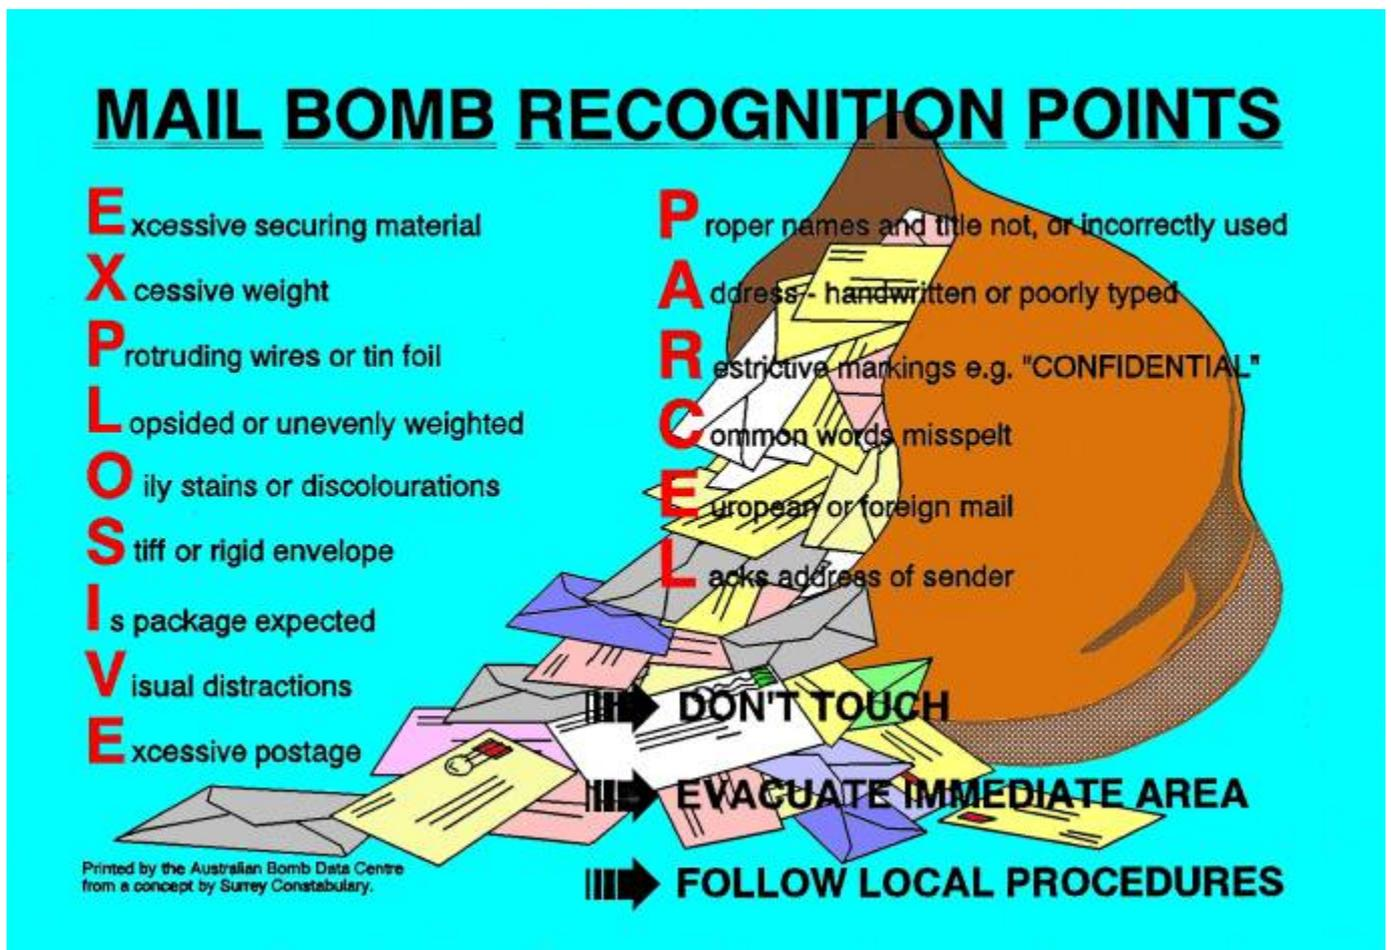 MAIL BOMB RECOGNITION POINTS
Excessive securing material
Xcessive weight
Protruding wires or tin foil
Lopsided or unevenly weighted
Oily stains or discolourations
Stiff or rigid envelope
Is package expected
Visual distractions
Excessive postage
Proper names and title not, or incorrectly used
Address - handwritten or poorly typed
Restrictive markings e.g. "CONFIDENTIAL"
Common words misspelt
European or foreign mail
Lacks address of sender
DON'T TOUCH
EVACUATE IMMEDIATE AREA
FOLLOW LOCAL PROCEDURES
Printed by the Australian Bomb Data Centre
from a concept by Surrey Constabulary.